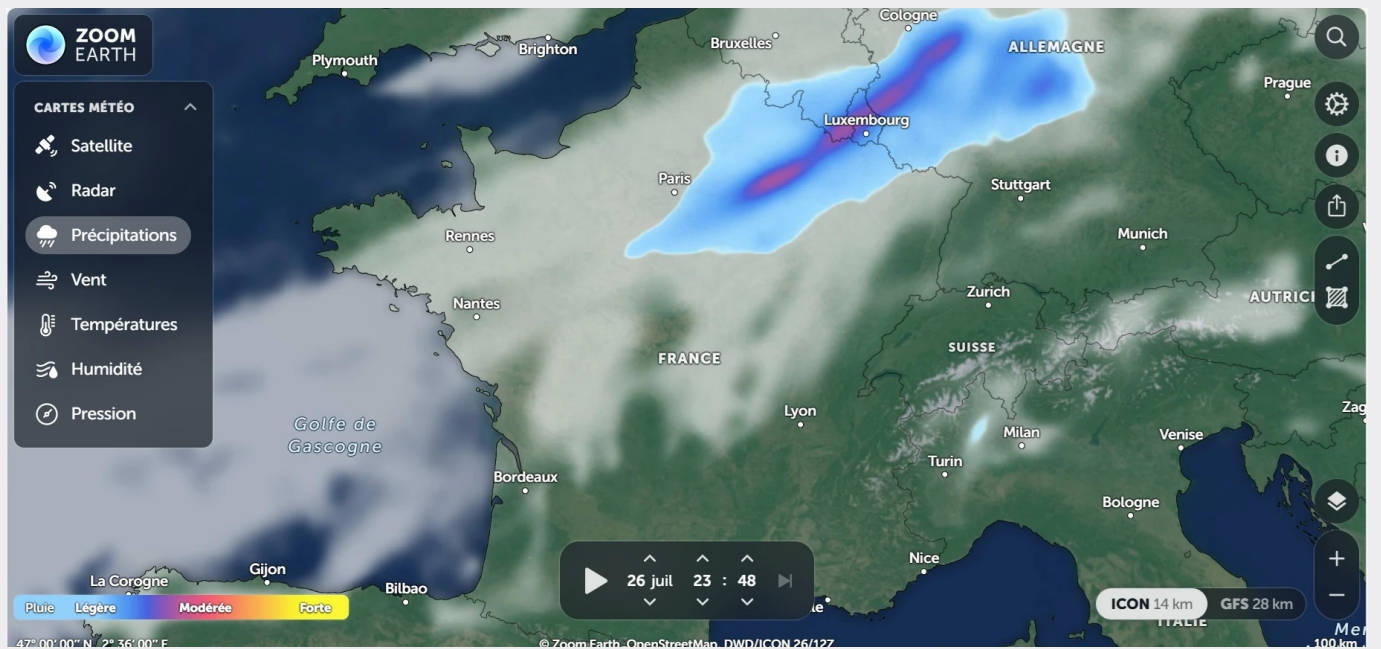 ZOOM
EARTH
CARTES MÉTÉO
Satellite
Radar
Précipitations
Vent
Températures
Humidité
Pression
Cologne
Bruxelles
ALLEMAGNE
Brighton
Plymouth
Prague
Luxembourg
Paris
Stuttgart
Rennes
Munich
Nantes
Zurich
AUTRICH
FRANCE
SUISSE
Lyon
Zag
Golfe de
Gascogne
Milan
Venise
Turin
Bordeaux
Bologne
Nice
Gijon
La Corogne
Bilbao
26 juil 23 : 48
Pluie Légère Modérée Forte
ICON 14 km GFS 28 km
ITALIE
Mer
47° 00' 00" N 2° 36' 00" E
© Zoom Earth, OpenStreetMap, DWD/ICON 26/12Z
100 km